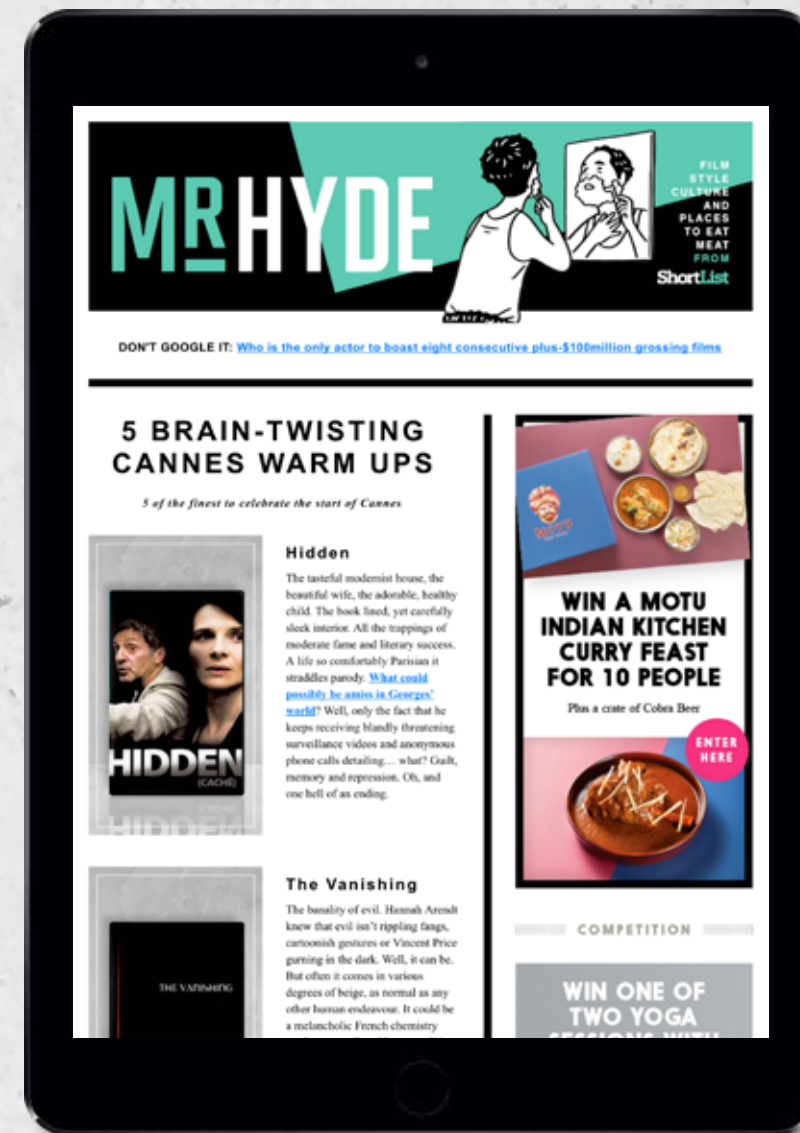 MR HYDE
FILM
STYLE
CULTURE
AND
PLACES
TO EAT
MEAT
FROM
ShortList
DON'T GOOGLE IT: Who is the only actor to boast eight consecutive plus-$100million grossing films
5 BRAIN-TWISTING
CANNES WARM UPS
5 of the finest to celebrate the start of Cannes
HIDDEN
(CACHÉ)
Hidden
The tasteful modernist house, the
beautiful wife, the adorable, healthy
child. The book lined, yet carefully
sleek interior. All the trappings of
moderate fame and literary success.
A life so comfortably Parisian it
straddles parody. What could
possibly be amiss in Georges'
world? Well, only the fact that he
keeps receiving blandly threatening
surveillance videos and anonymous
phone calls detailing… what? Guilt,
memory and repression. Oh, and
one hell of an ending.
THE VANISHING
The Vanishing
The banality of evil. Hannah Arendt
knew that evil isn't rippling fangs,
cartoonish gestures or Vincent Price
gurning in the dark. Well, it can be.
But often it comes in various
degrees of beige, as normal as any
other human endeavour. It could be
a melancholic French chemistry
MOTU
WIN A MOTU
INDIAN KITCHEN
CURRY FEAST
FOR 10 PEOPLE
Plus a crate of Cobra Beer
ENTER
HERE
COMPETITION
WIN ONE OF
TWO YOGA
SESSIONS WITH